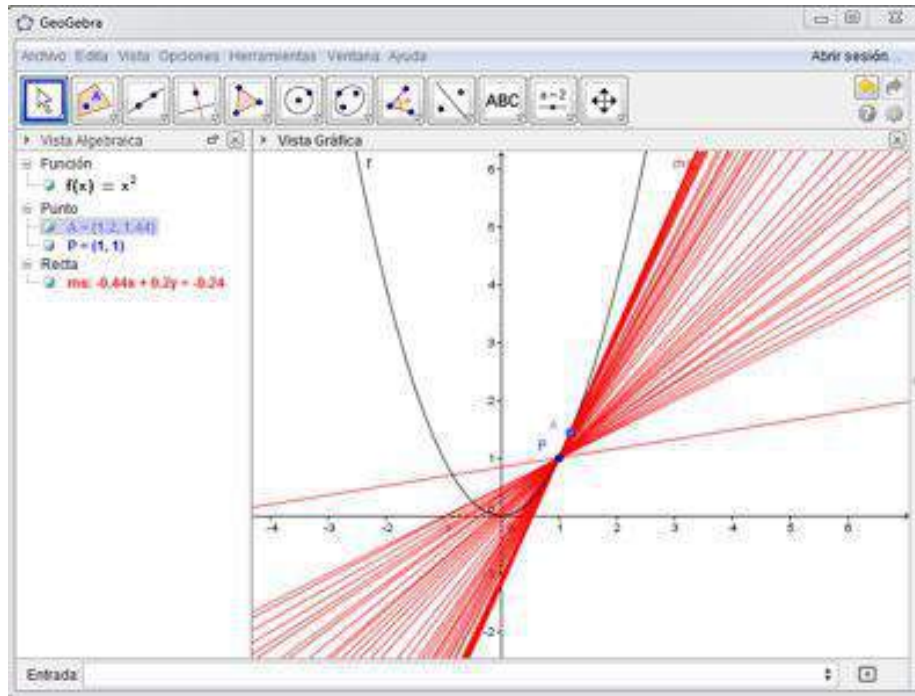 GeoGebra
Archivo Edita Vista Opciones Herramientas Ventana Ayuda
Abrir sesión...
ABC a=2
Vista Algebraica
Vista Gráfica
Función
f(x) = x²
Punto
A = (1.2, 1.44)
P = (1, 1)
Recta
ms: -0.44x + 0.2y = -0.24
f
m
6
5
4
3
2
A
P
1
0
-4 -3 -2 -1 1 2 3 4 5 6
-1
-2
Entrada: